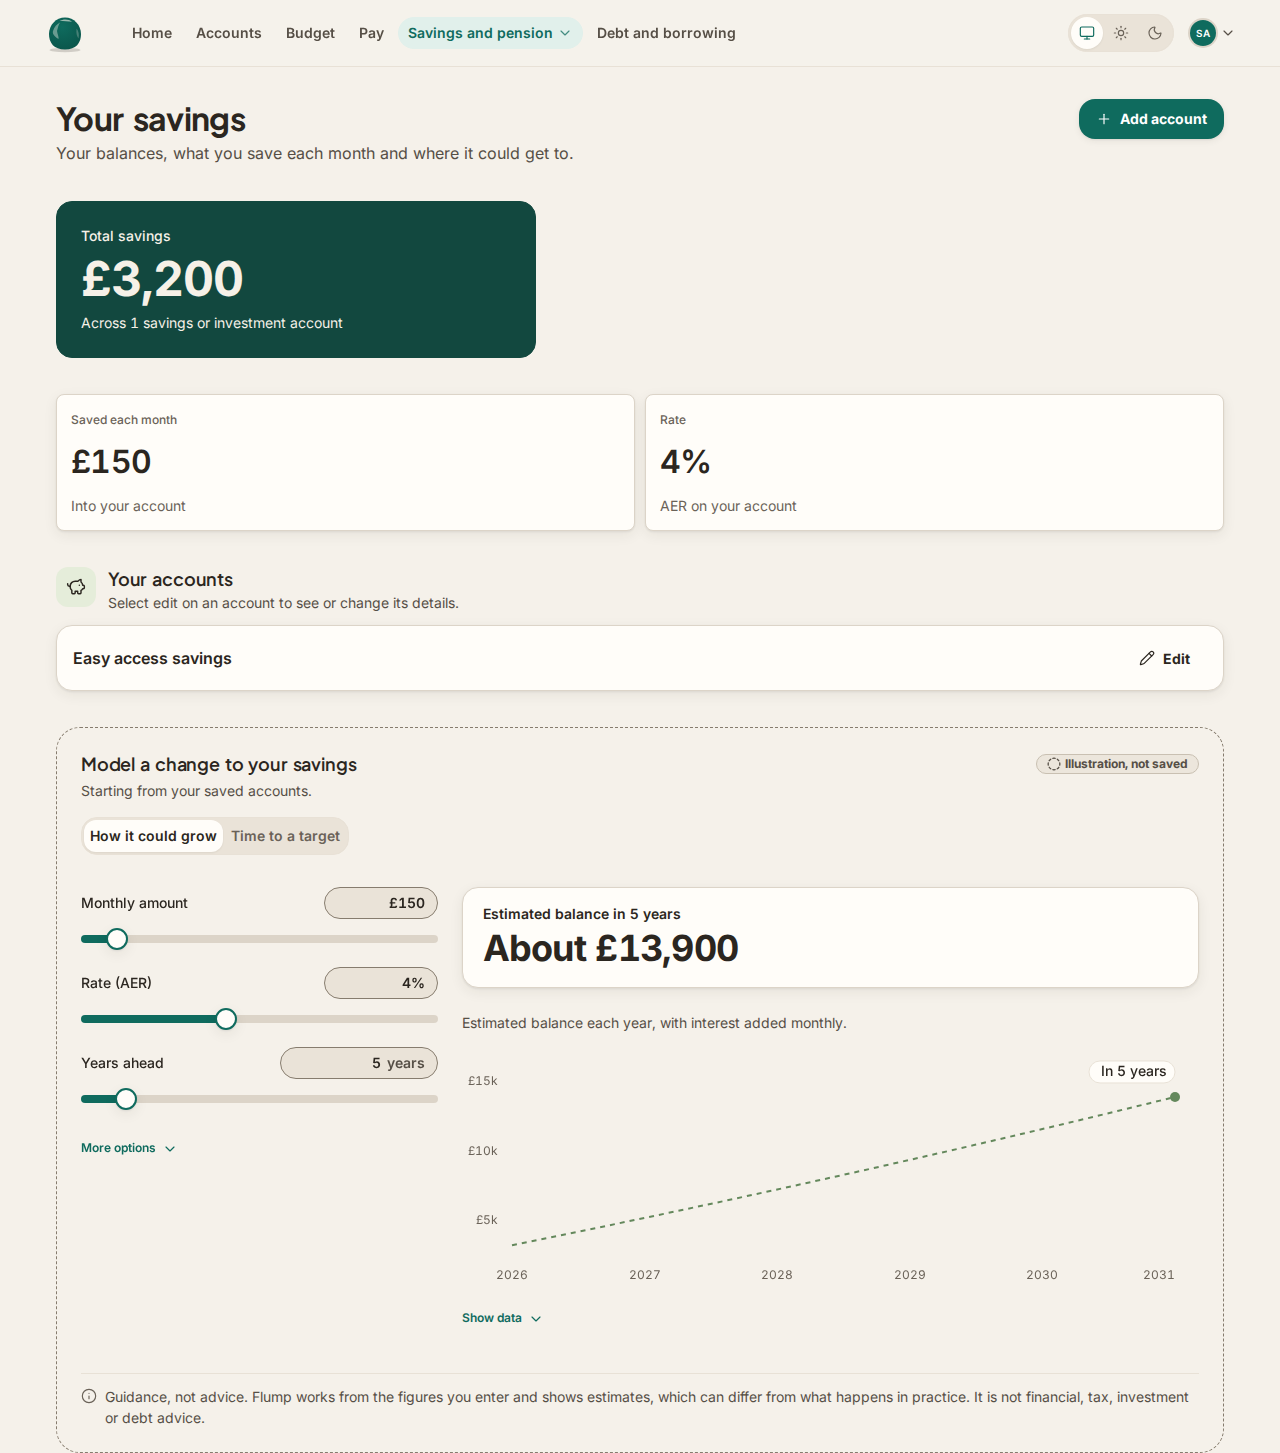 Home Accounts Budget Pay Savings and pension Debt and borrowing SA
Your savings
Add account
Your balances, what you save each month and where it could get to.
Total savings
£3,200
Across 1 savings or investment account
Saved each month
£150
Into your account
Rate
4%
AER on your account
Your accounts
Select edit on an account to see or change its details.
Easy access savings
Edit
Model a change to your savings
Illustration, not saved
Starting from your saved accounts.
How it could grow Time to a target
Monthly amount £150
Rate (AER) 4%
Years ahead 5 years
More options
Estimated balance in 5 years
About £13,900
Estimated balance each year, with interest added monthly.
In 5 years
£15k
£10k
£5k
2026 2027 2028 2029 2030 2031
Show data
Guidance, not advice. Flump works from the figures you enter and shows estimates, which can differ from what happens in practice. It is not financial, tax, investment
or debt advice.